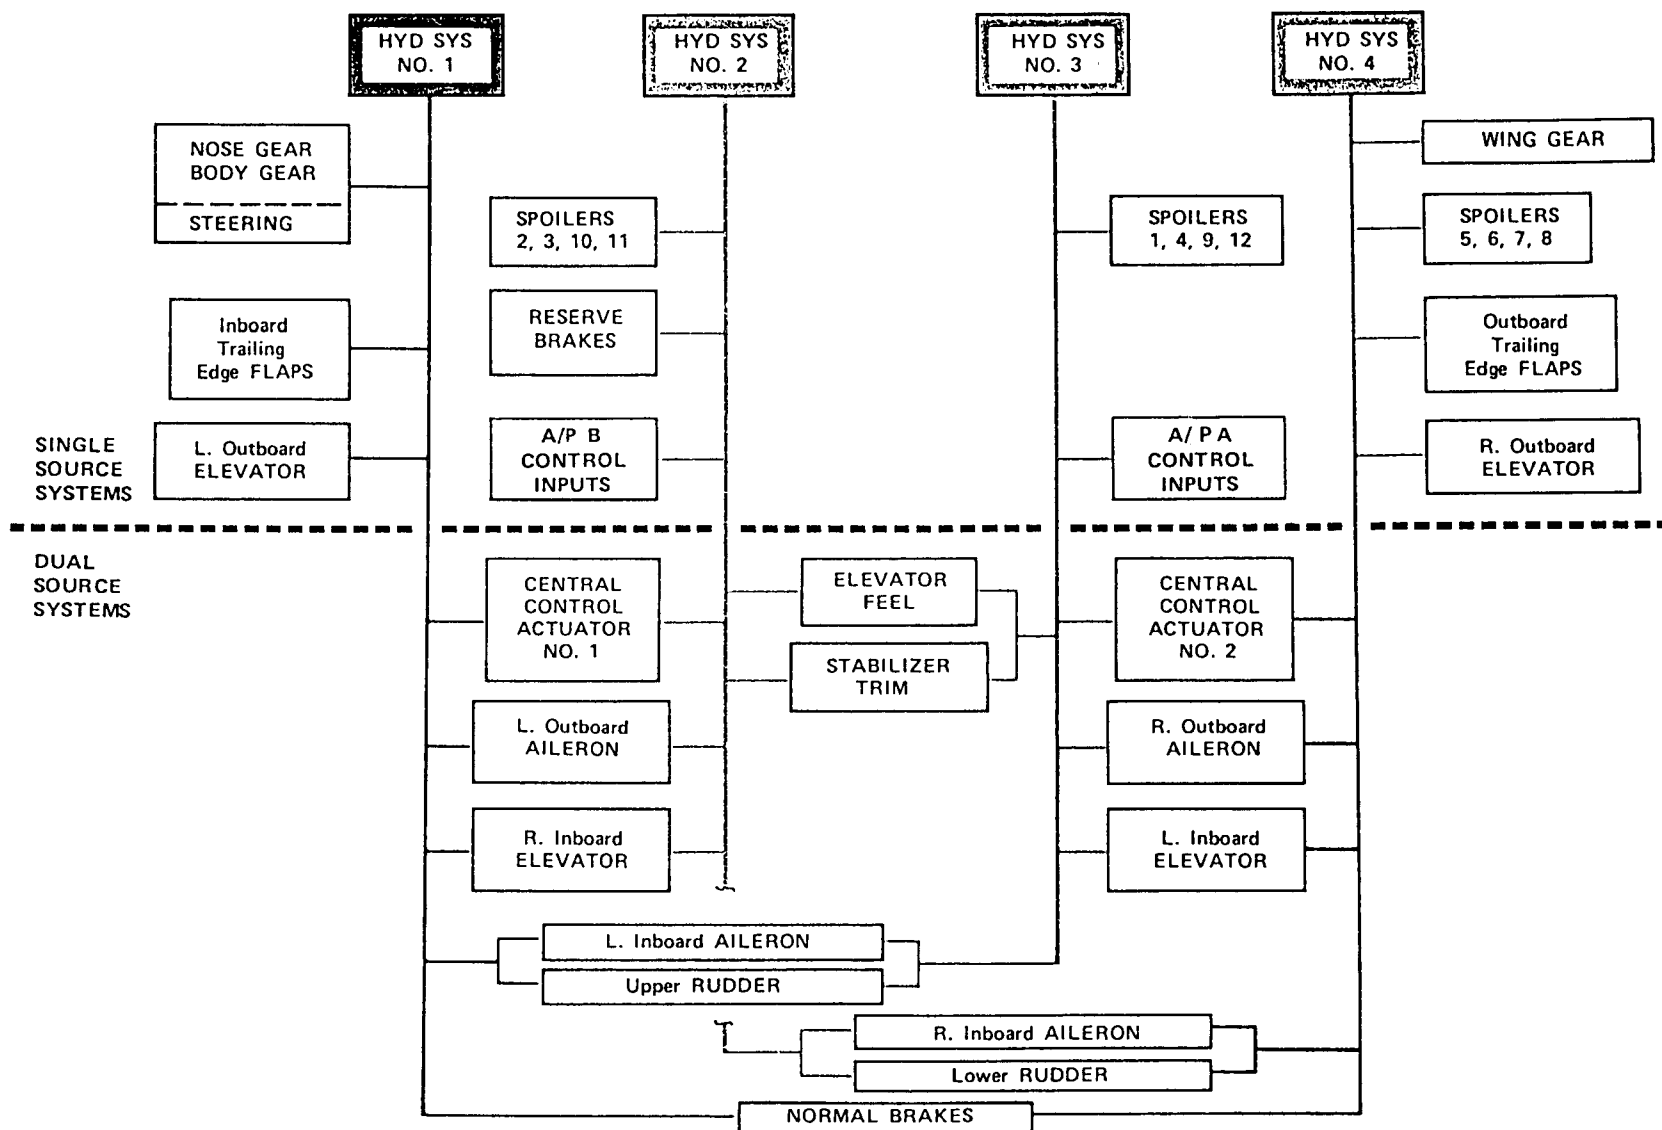 HYD SYS
NO. 1
HYD SYS
NO. 2
HYD SYS
NO. 3
HYD SYS
NO. 4
NOSE GEAR
BODY GEAR
STEERING
WING GEAR
SPOILERS
2, 3, 10, 11
SPOILERS
1, 4, 9, 12
SPOILERS
5, 6, 7, 8
Inboard
Trailing
Edge FLAPS
RESERVE
BRAKES
Outboard
Trailing
Edge FLAPS
SINGLE
SOURCE
SYSTEMS
L. Outboard
ELEVATOR
A/P B
CONTROL
INPUTS
A/P A
CONTROL
INPUTS
R. Outboard
ELEVATOR
DUAL
SOURCE
SYSTEMS
CENTRAL
CONTROL
ACTUATOR
NO. 1
ELEVATOR
FEEL
STABILIZER
TRIM
CENTRAL
CONTROL
ACTUATOR
NO. 2
L. Outboard
AILERON
R. Outboard
AILERON
R. Inboard
ELEVATOR
L. Inboard
ELEVATOR
L. Inboard AILERON
Upper RUDDER
R. Inboard AILERON
Lower RUDDER
NORMAL BRAKES